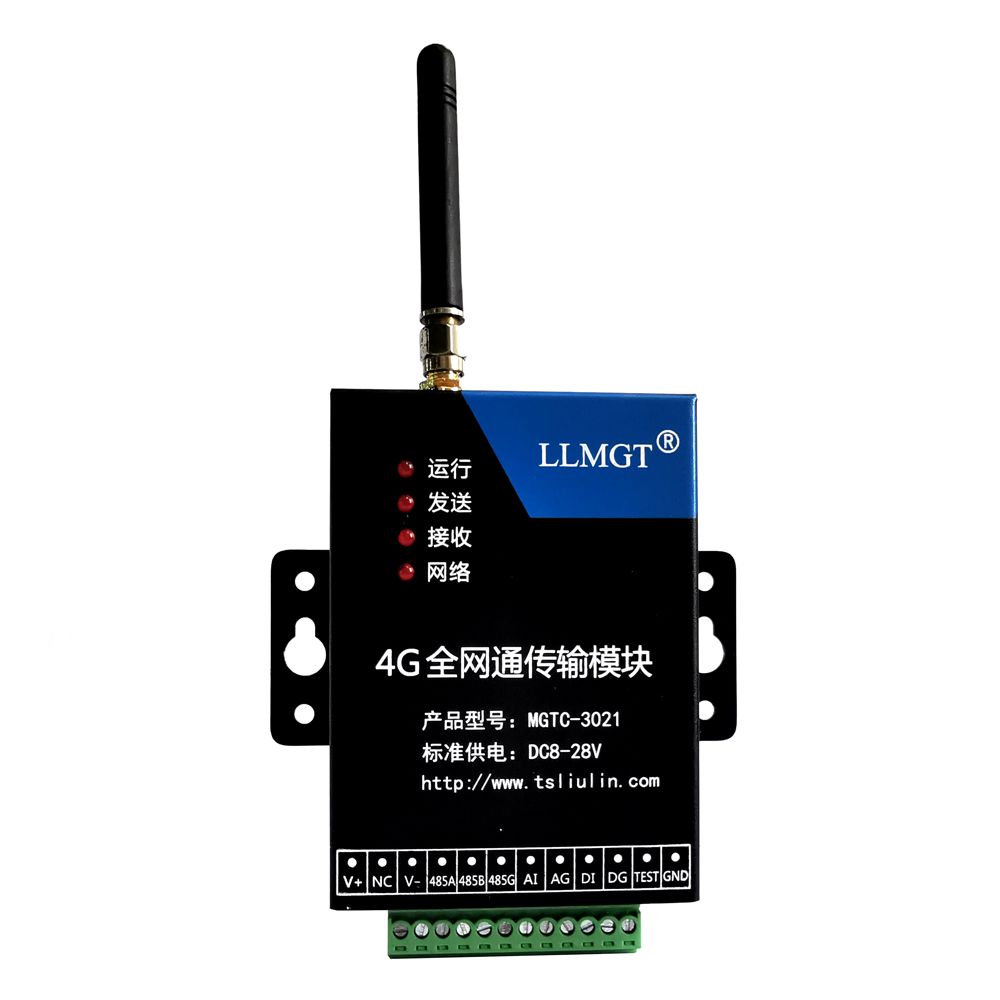 LLMGT®
运行
发送
接收
网络
4G 全网通传输模块
产品型号：MGTC-3021
标准供电：DC8-28V
http://www.tsliulin.com
V+ NC V- 485A 485B 485G AI AG DI DG TEST GND